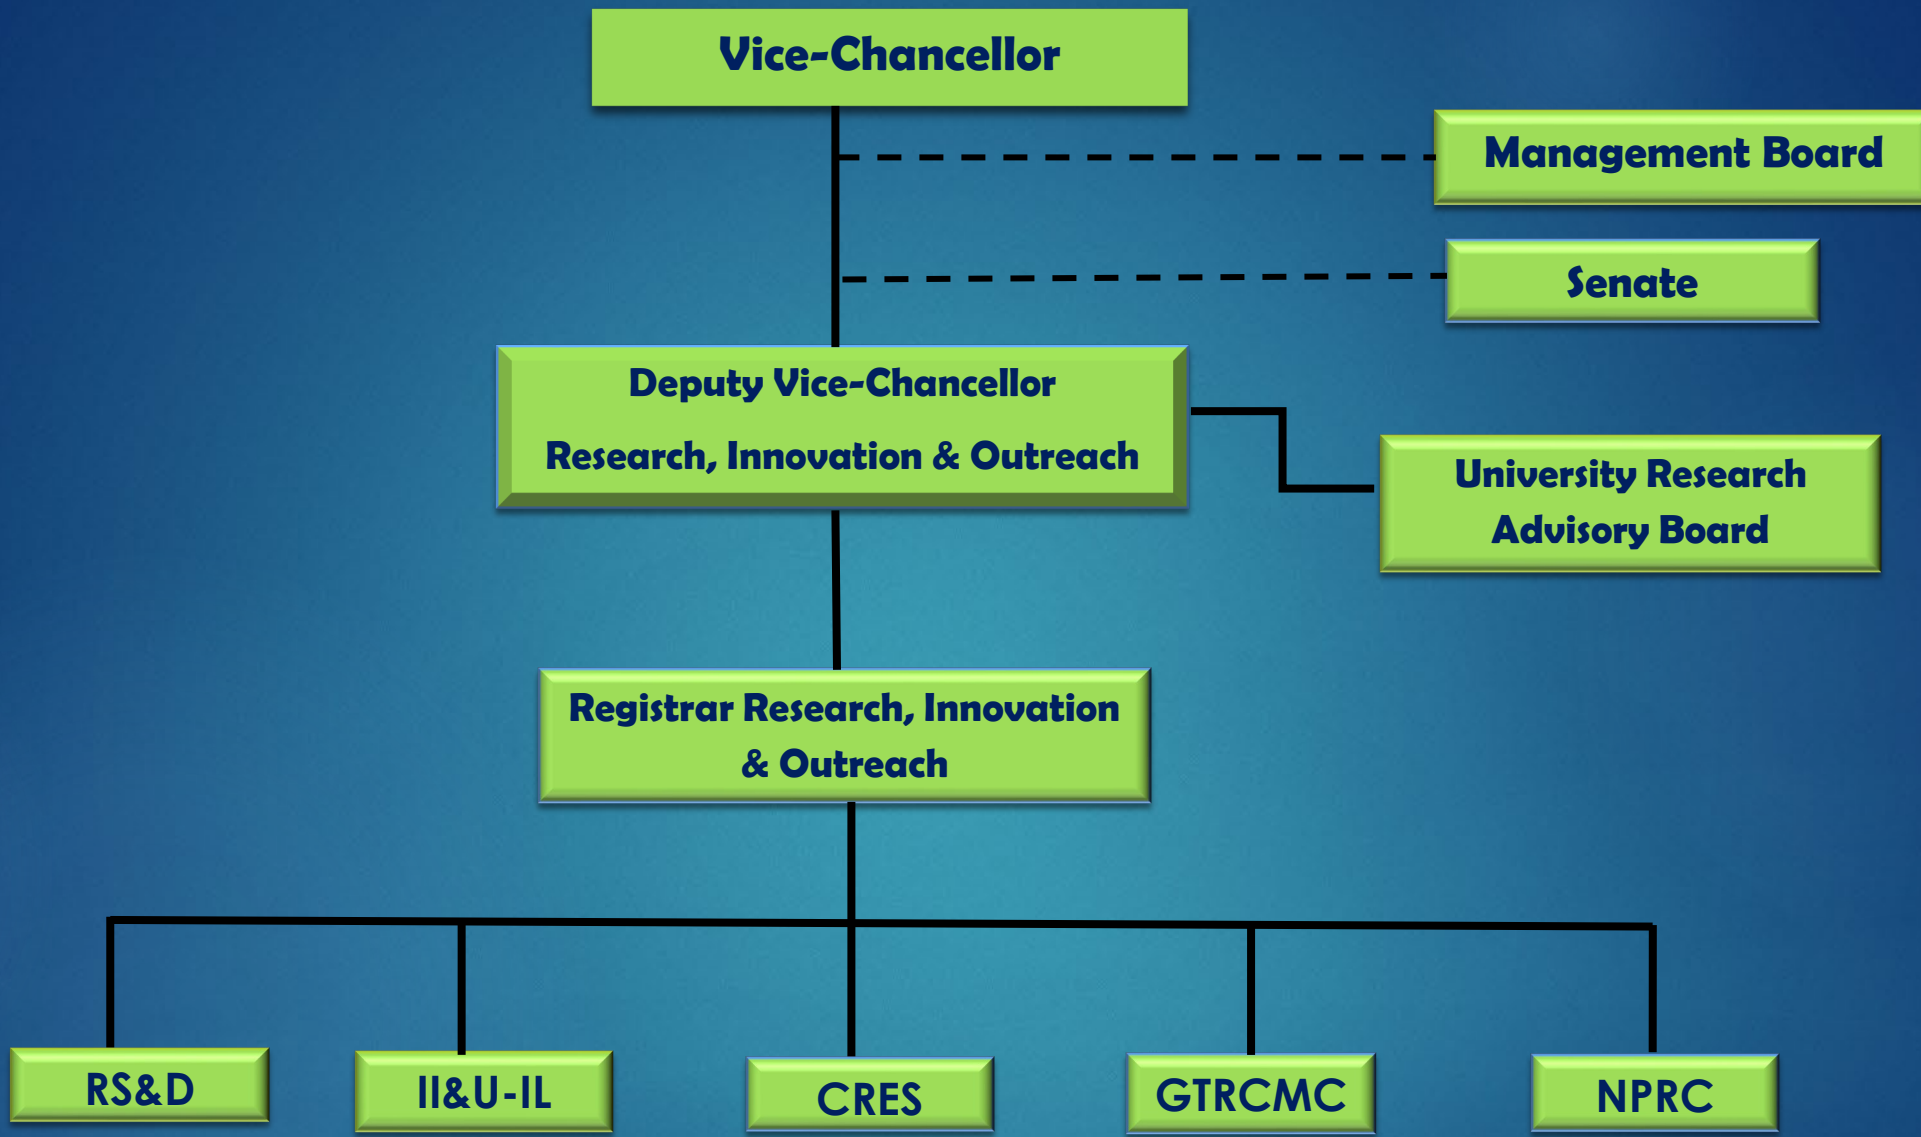 Vice-Chancellor
Management Board
Senate
Deputy Vice-Chancellor
Research, Innovation & Outreach
University Research
Advisory Board
Registrar Research, Innovation
& Outreach
RS&D
II&U-IL
CRES
GTRCMC
NPRC